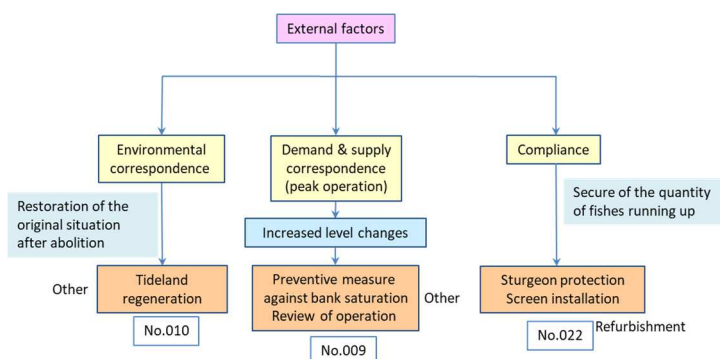 External factors
Environmental
correspondence
Demand & supply
correspondence
(peak operation)
Compliance
Restoration of the
original situation
after abolition
Increased level changes
Secure of the quantity
of fishes running up
Other
Tideland
regeneration
Preventive measure
against bank saturation
Review of operation
Other
Sturgeon protection
Screen installation
No.010
No.009
No.022
Refurbishment